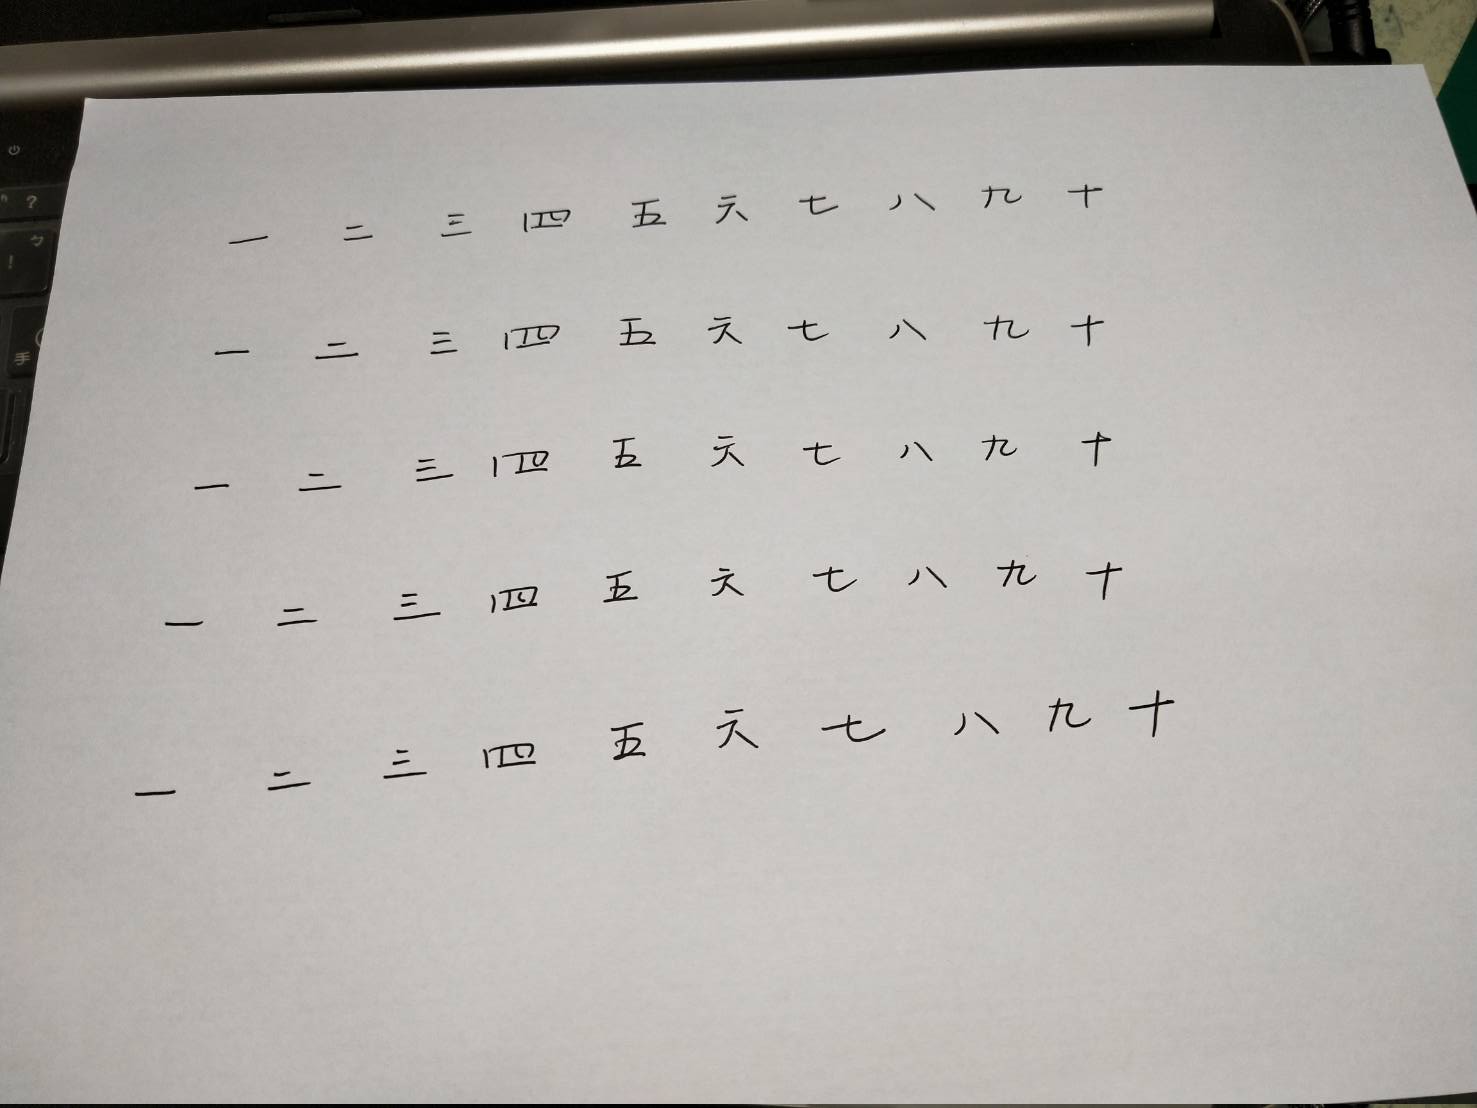 一 二 三 四 五 六 七 八 九 十
一 二 三 四 五 六 七 八 九 十
一 二 三 四 五 六 七 八 九 十
一 二 三 四 五 六 七 八 九 十
一 二 三 四 五 六 七 八 九 十
?
ㄅ
!
手